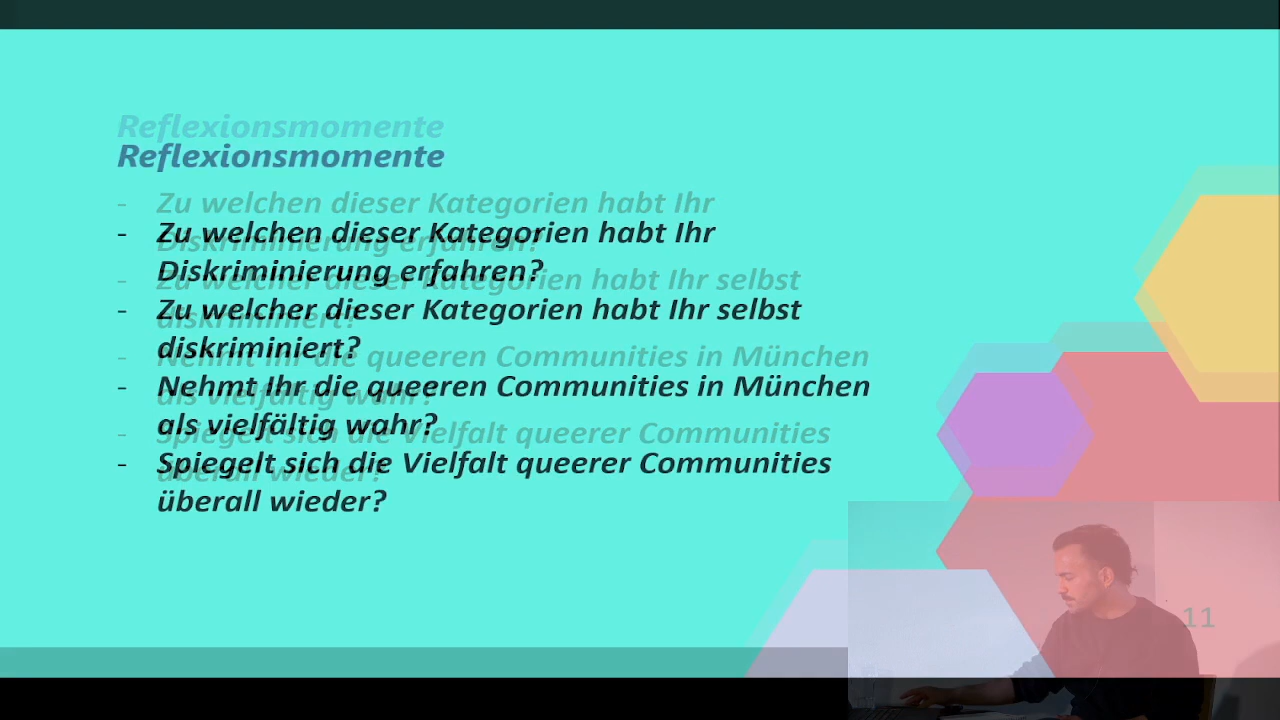 Reflexionsmomente
- Zu welchen dieser Kategorien habt Ihr
Diskriminierung erfahren?
- Zu welcher dieser Kategorien habt Ihr selbst
diskriminiert?
- Nehmt Ihr die queeren Communities in München
als vielfältig wahr?
- Spiegelt sich die Vielfalt queerer Communities
überall wieder?
11